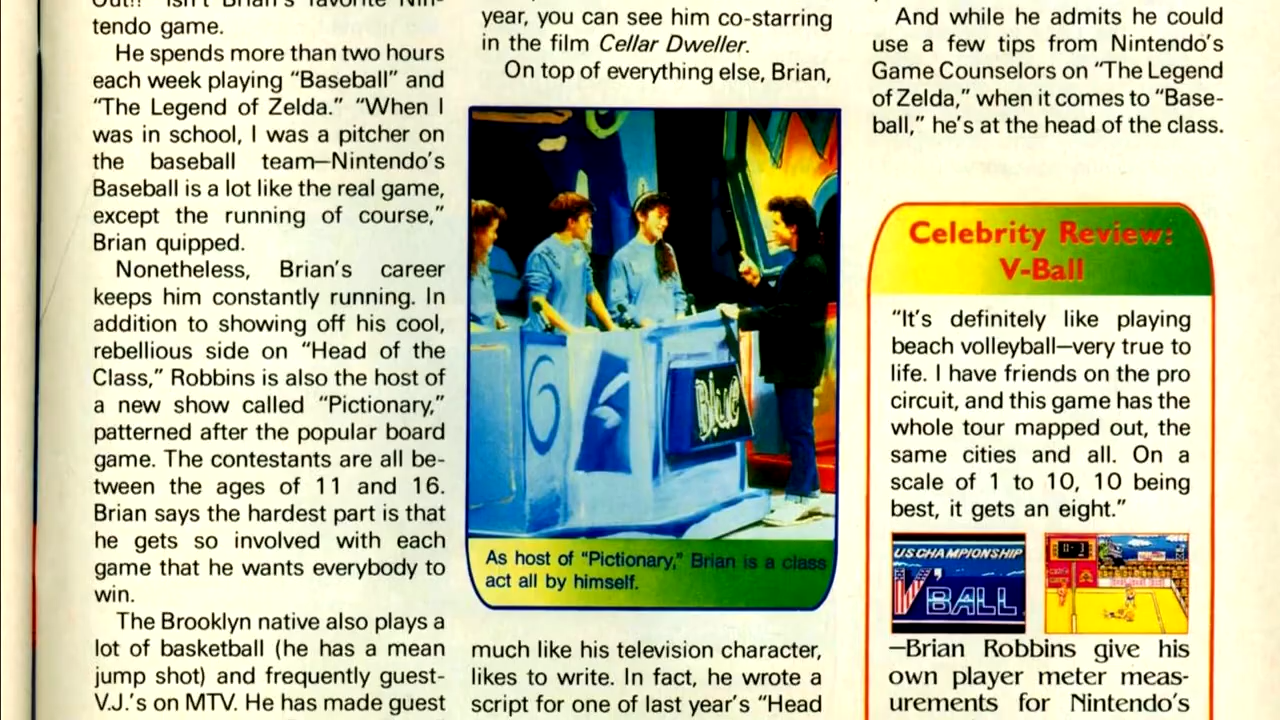 Out!!" isn't Brian's favorite Nin-
tendo game.
He spends more than two hours
each week playing "Baseball" and
"The Legend of Zelda." "When I
was in school, I was a pitcher on
the baseball team—Nintendo's
Baseball is a lot like the real game,
except the running of course,"
Brian quipped.
Nonetheless, Brian's career
keeps him constantly running. In
addition to showing off his cool,
rebellious side on "Head of the
Class," Robbins is also the host of
a new show called "Pictionary,"
patterned after the popular board
game. The contestants are all be-
tween the ages of 11 and 16.
Brian says the hardest part is that
he gets so involved with each
game that he wants everybody to
win.
The Brooklyn native also plays a
lot of basketball (he has a mean
jump shot) and frequently guest-
V.J.'s on MTV. He has made guest
year, you can see him co-starring
in the film Cellar Dweller.
On top of everything else, Brian,
6
Blue
As host of "Pictionary," Brian is a class
act all by himself.
much like his television character,
likes to write. In fact, he wrote a
script for one of last year's "Head
And while he admits he could
use a few tips from Nintendo's
Game Counselors on "The Legend
of Zelda," when it comes to "Base-
ball," he's at the head of the class.
Celebrity Review:
V-Ball
"It's definitely like playing
beach volleyball—very true to
life. I have friends on the pro
circuit, and this game has the
whole tour mapped out, the
same cities and all. On a
scale of 1 to 10, 10 being
best, it gets an eight."
US CHAMPIONSHIP
V'BALL
—Brian Robbins give his
own player meter meas-
urements for Nintendo's